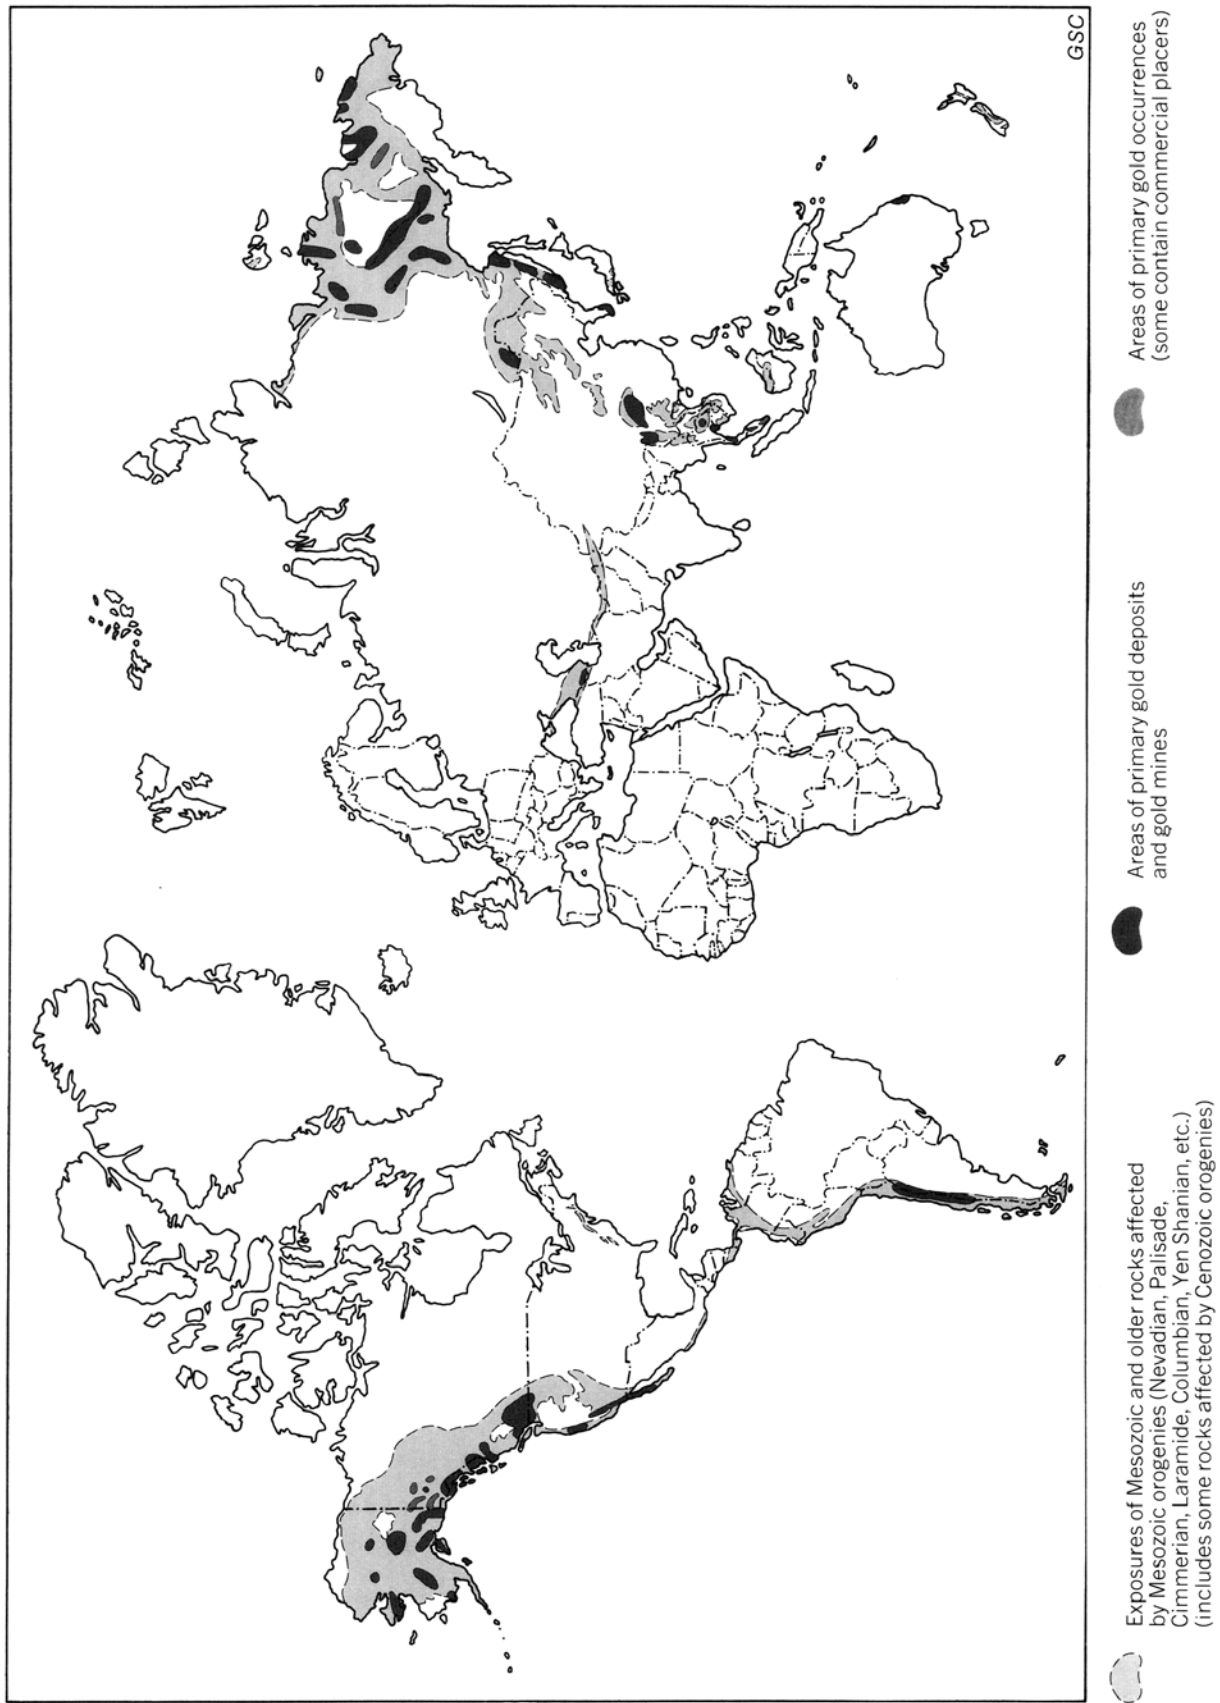 GSC
Exposures of Mesozoic and older rocks affected
by Mesozoic orogenies (Nevadian, Palisade,
Cimmerian, Laramide, Columbian, Yen Shanian, etc.)
(includes some rocks affected by Cenozoic orogenies)
Areas of primary gold deposits
and gold mines
Areas of primary gold occurrences
(some contain commercial placers)